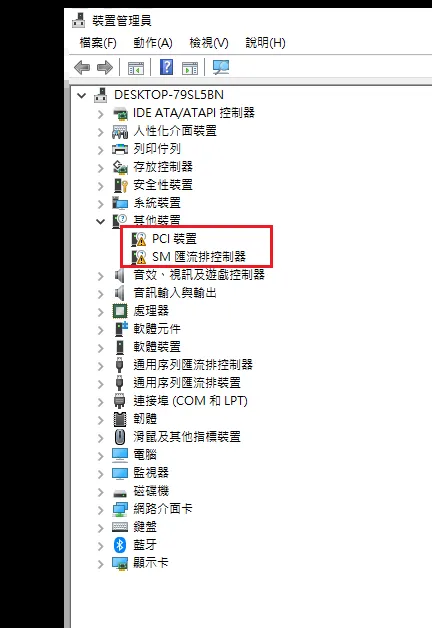 裝置管理員
檔案(F) 動作(A) 檢視(V) 說明(H)
DESKTOP-79SL5BN
IDE ATA/ATAPI 控制器
人性化介面裝置
列印佇列
存放控制器
安全性裝置
系統裝置
其他裝置
PCI 裝置
SM 匯流排控制器
音效、視訊及遊戲控制器
音訊輸入與輸出
處理器
軟體元件
軟體裝置
通用序列匯流排控制器
通用序列匯流排裝置
連接埠 (COM 和 LPT)
韌體
滑鼠及其他指標裝置
電腦
監視器
磁碟機
網路介面卡
鍵盤
藍牙
顯示卡